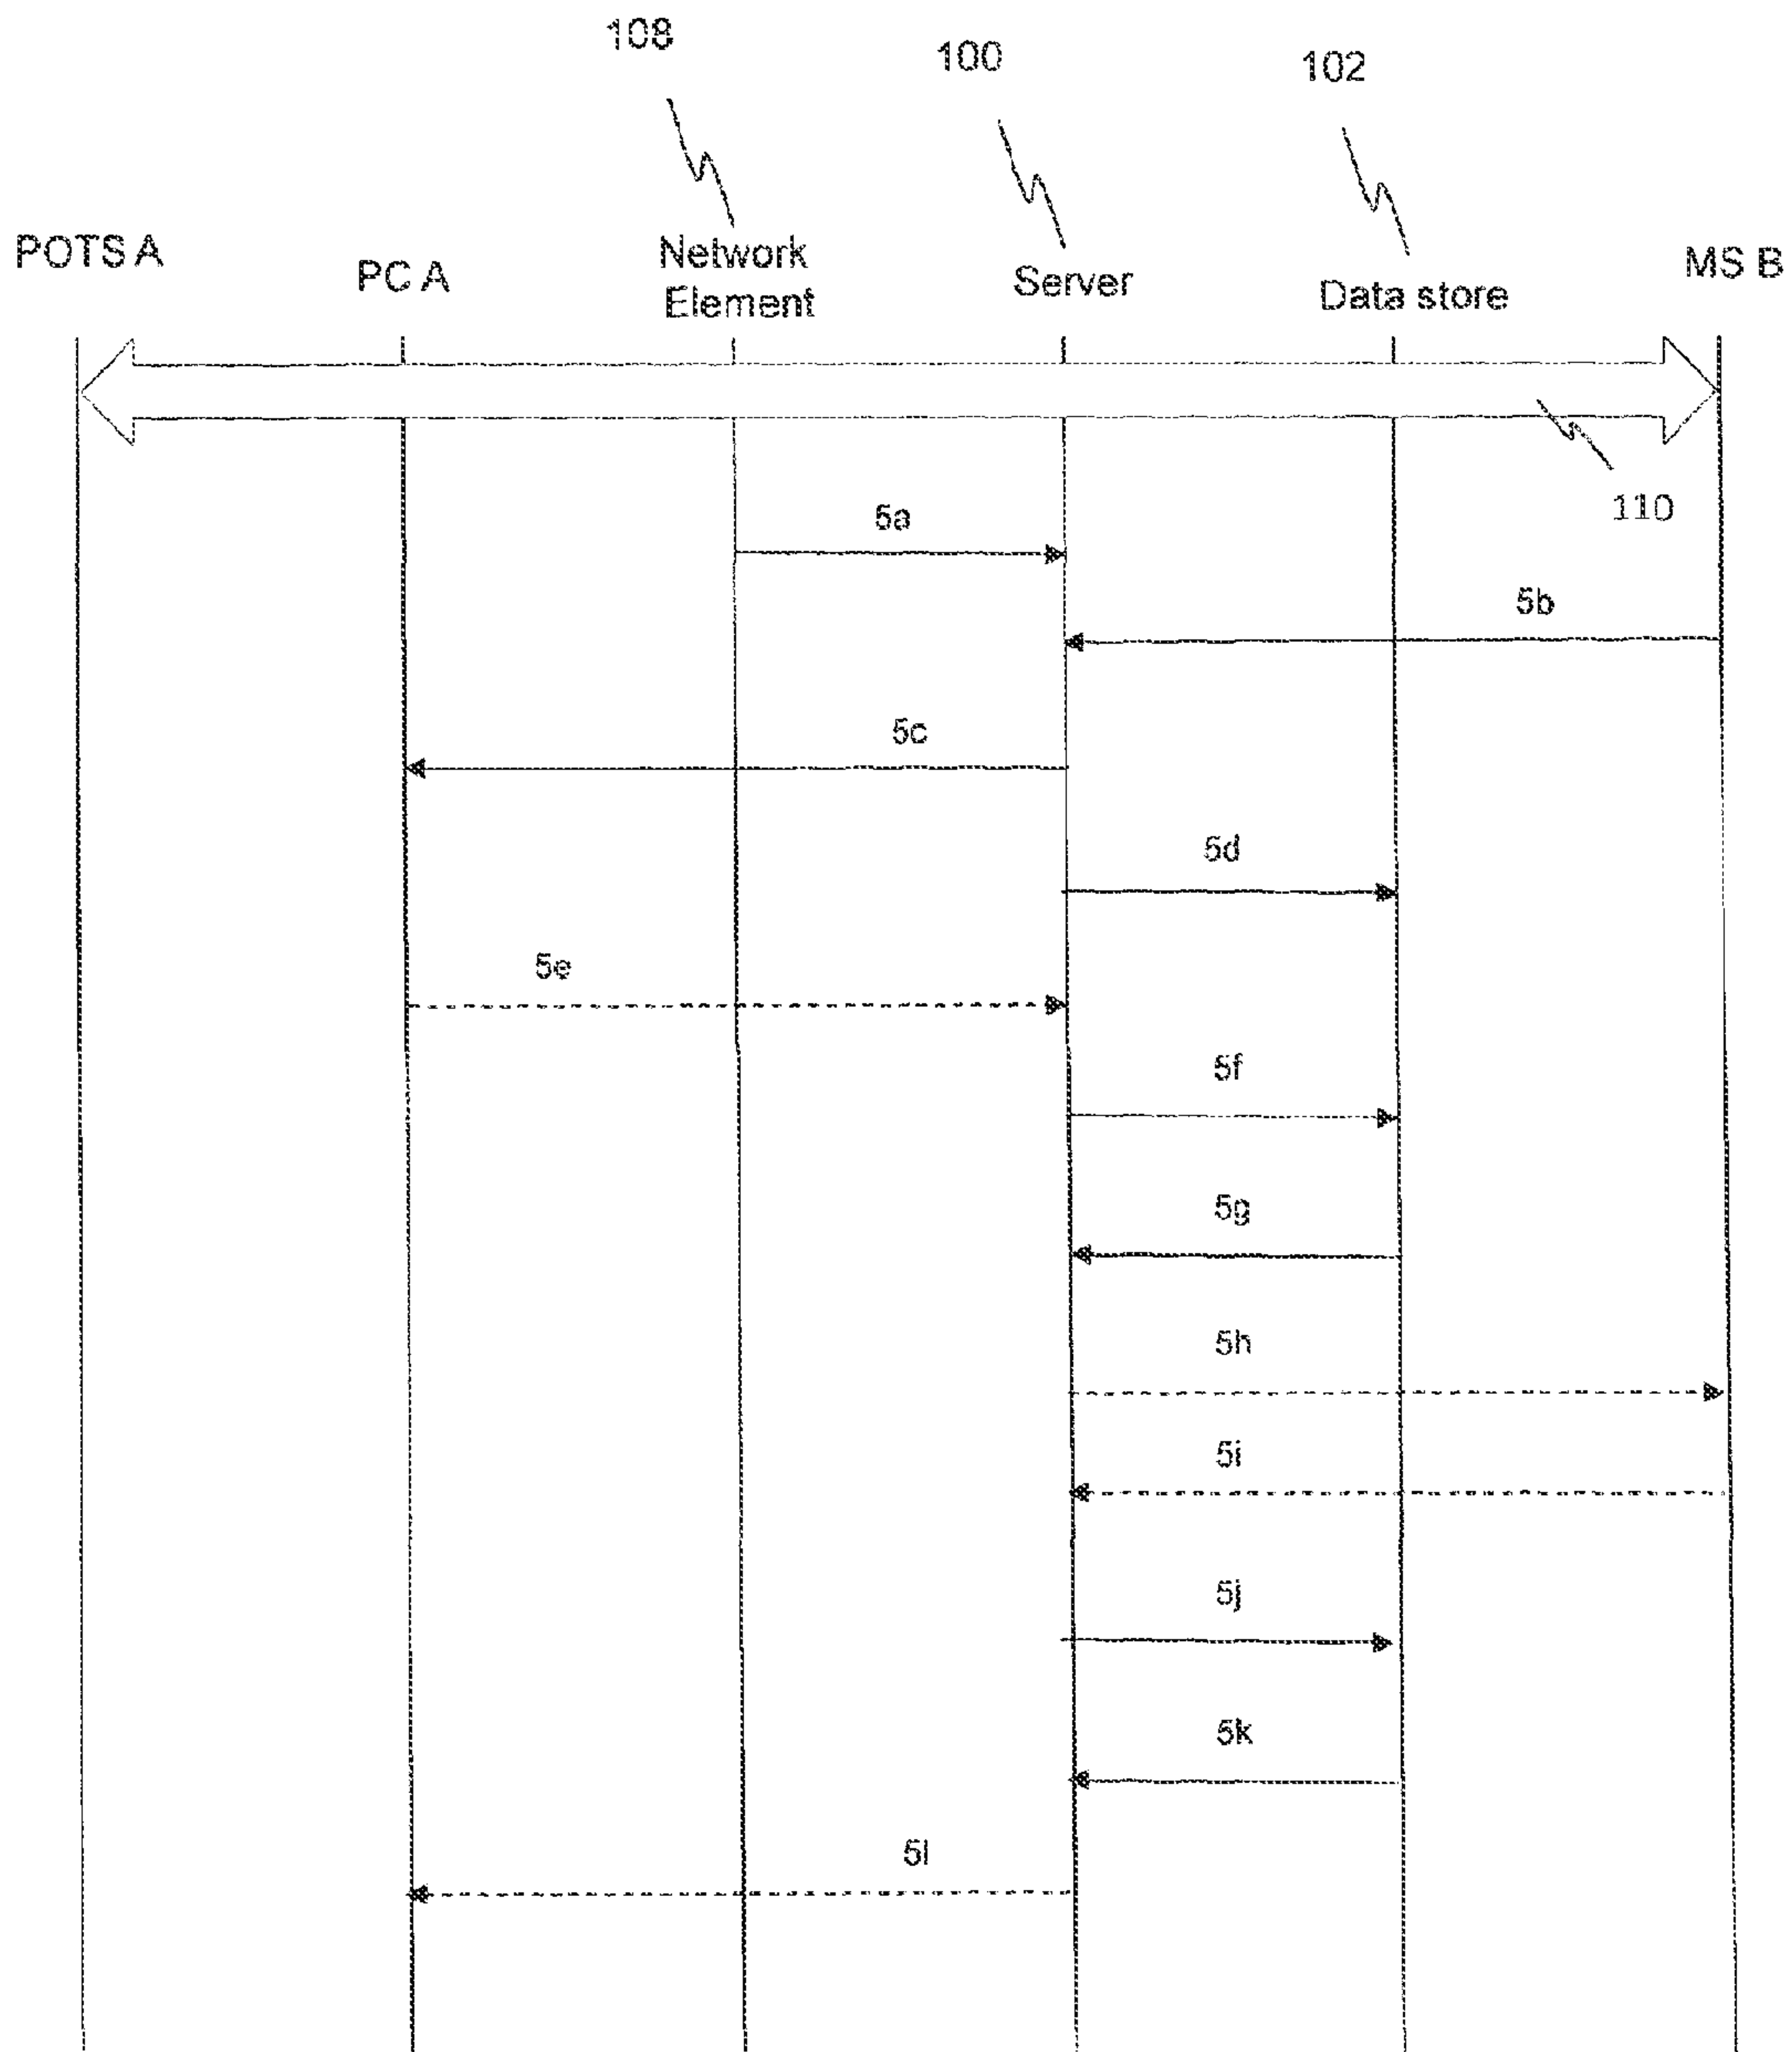 108
100
102
POTS A
PC A
Network
Element
Server
Data store
MS B
110
5a
5b
5c
5d
5e
5f
5g
5h
5i
5j
5k
5l